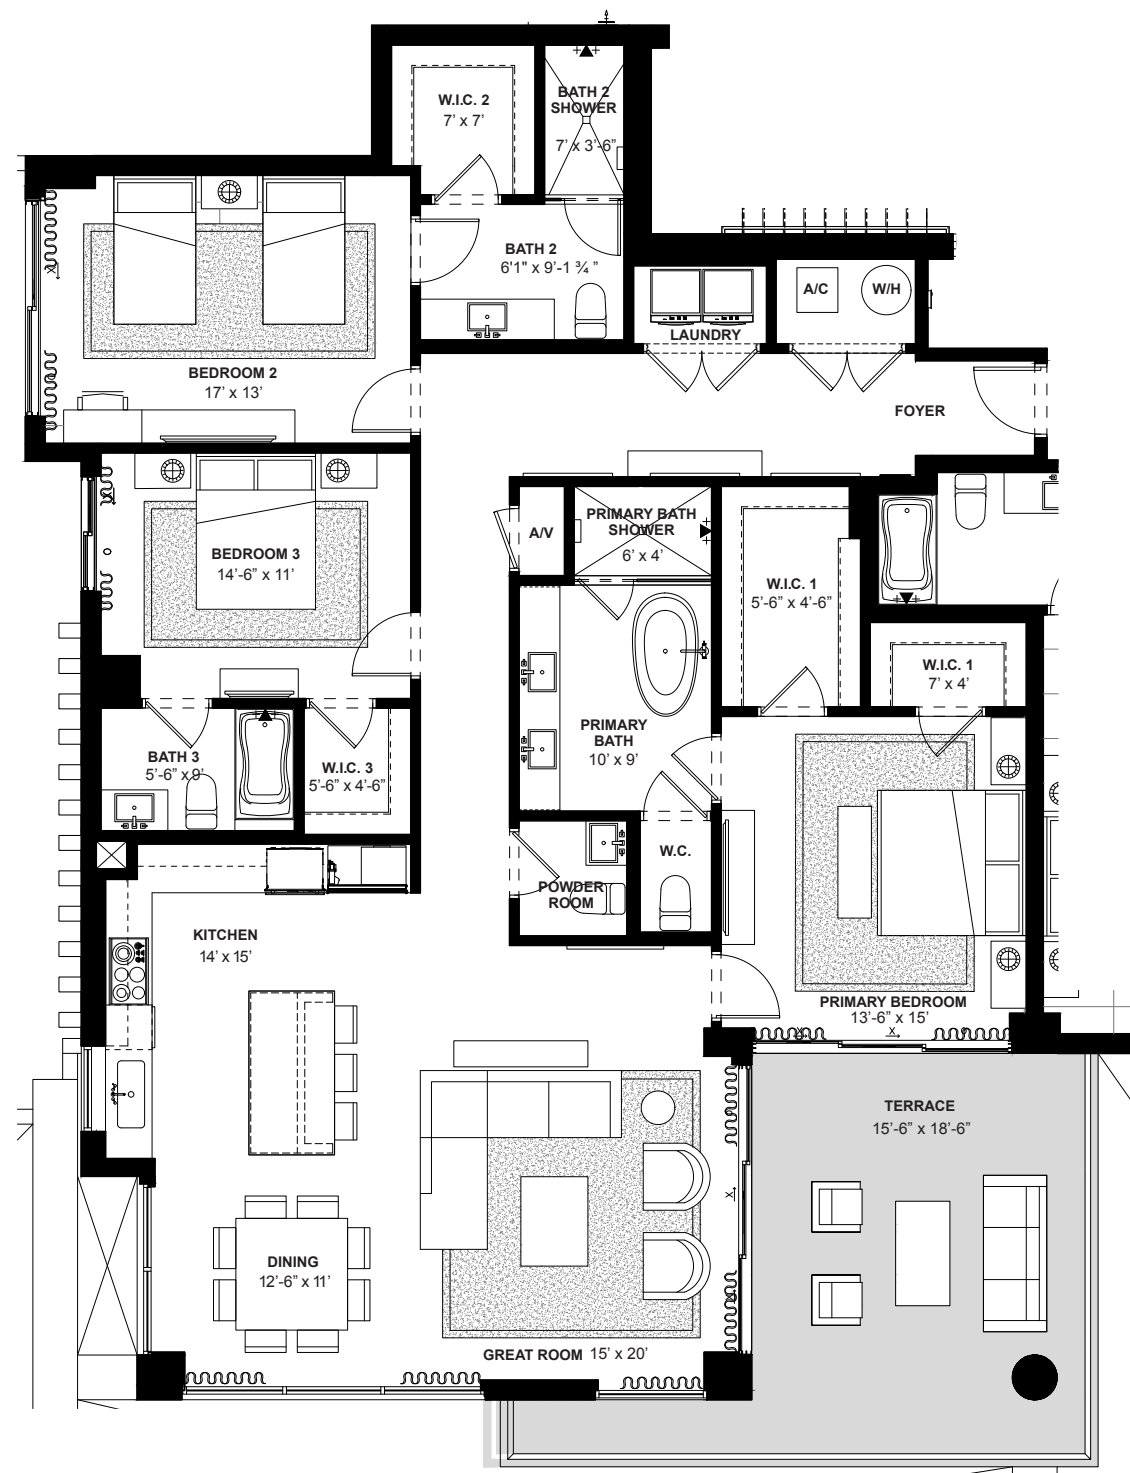 W.I.C. 2
7’ x 7’
BATH 2
SHOWER
7’ x 3’-6”
BATH 2
6'1" x 9’-1 ¾ ”
A/C
W/H
LAUNDRY
BEDROOM 2
17’ x 13’
FOYER
BEDROOM 3
14’-6” x 11’
A/V
PRIMARY BATH
SHOWER
6’ x 4’
W.I.C. 1
5’-6” x 4’-6”
W.I.C. 1
7’ x 4’
PRIMARY
BATH
10’ x 9’
BATH 3
5’-6” x 9’
W.I.C. 3
5’-6” x 4’-6”
W.C.
POWDER
ROOM
KITCHEN
14’ x 15’
PRIMARY BEDROOM
13’-6” x 15’
TERRACE
15’-6” x 18’-6”
DINING
12’-6” x 11’
GREAT ROOM 15’ x 20’